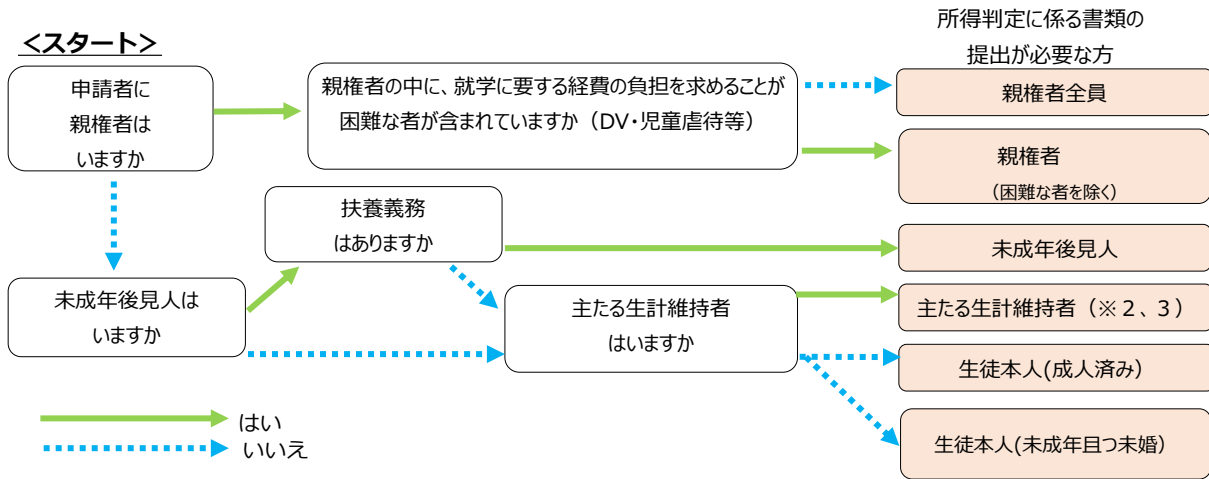 所得判定に係る書類の
提出が必要な方
<スタート>
申請者に
親権者は
いますか
親権者の中に、就学に要する経費の負担を求めることが
困難な者が含まれていますか（DV・児童虐待等）
親権者全員
親権者
(困難な者を除く)
扶養義務
はありますか
未成年後見人
未成年後見人は
いますか
主たる生計維持者
はいますか
主たる生計維持者（※２、３）
生徒本人(成人済み）
生徒本人(未成年且つ未婚）
はい
いいえ